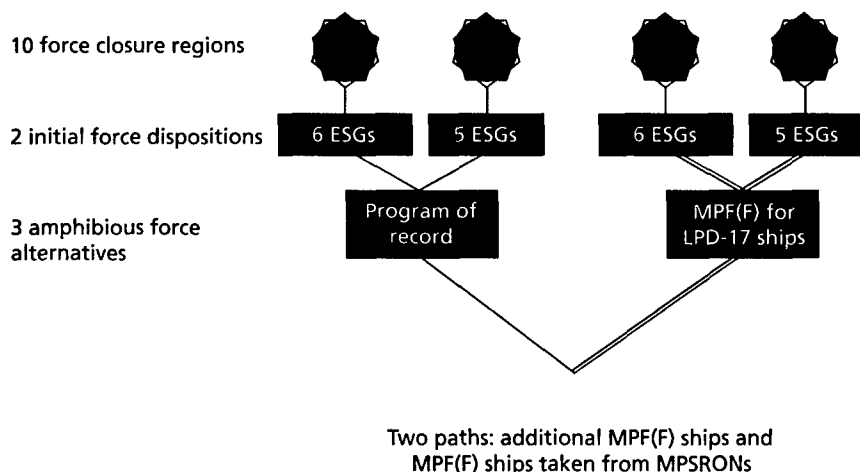 10 force closure regions
2 initial force dispositions
6 ESGs
5 ESGs
6 ESGs
5 ESGs
3 amphibious force
alternatives
Program of
record
MPF(F) for
LPD-17 ships
Two paths: additional MPF(F) ships and
MPF(F) ships taken from MPSRONs